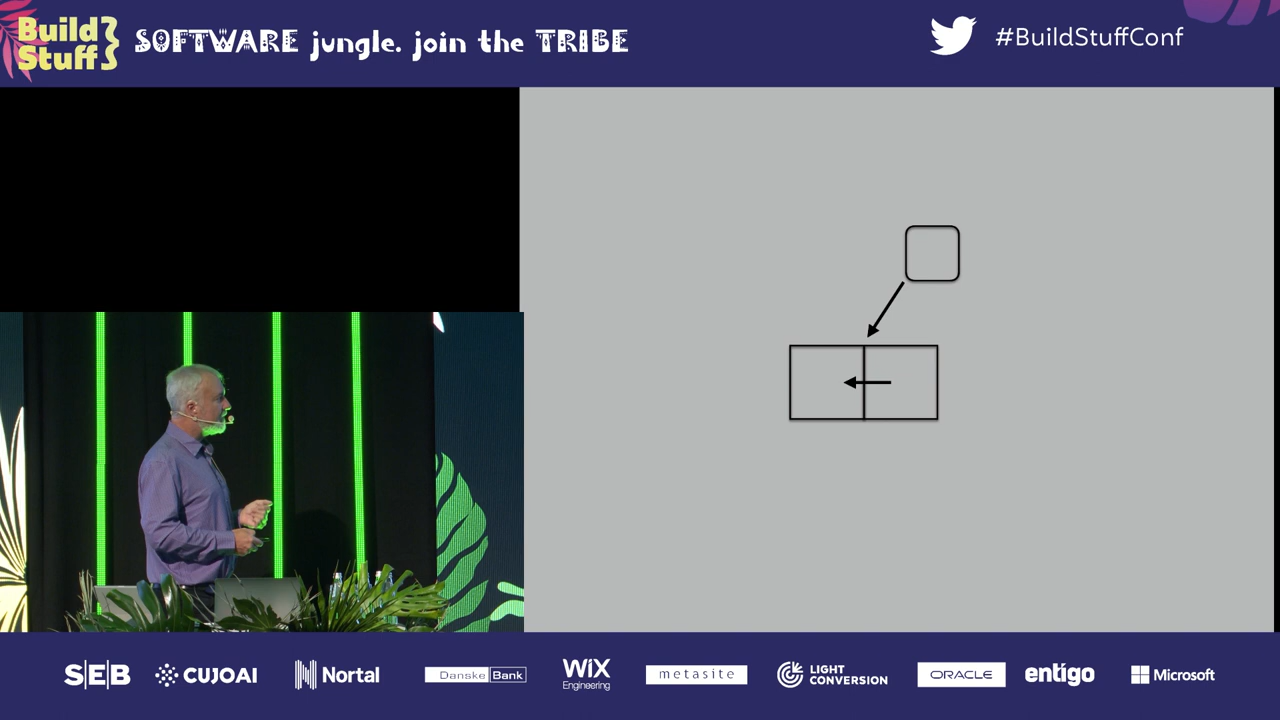 Build
Stuff
SOFTWARE jungle. join the TRIBE
#BuildStuffConf
S|E|B
CUJOAI
Nortal
Danske Bank
WiX
Engineering
metasite
LIGHT
CONVERSION
ORACLE
entigo
Microsoft